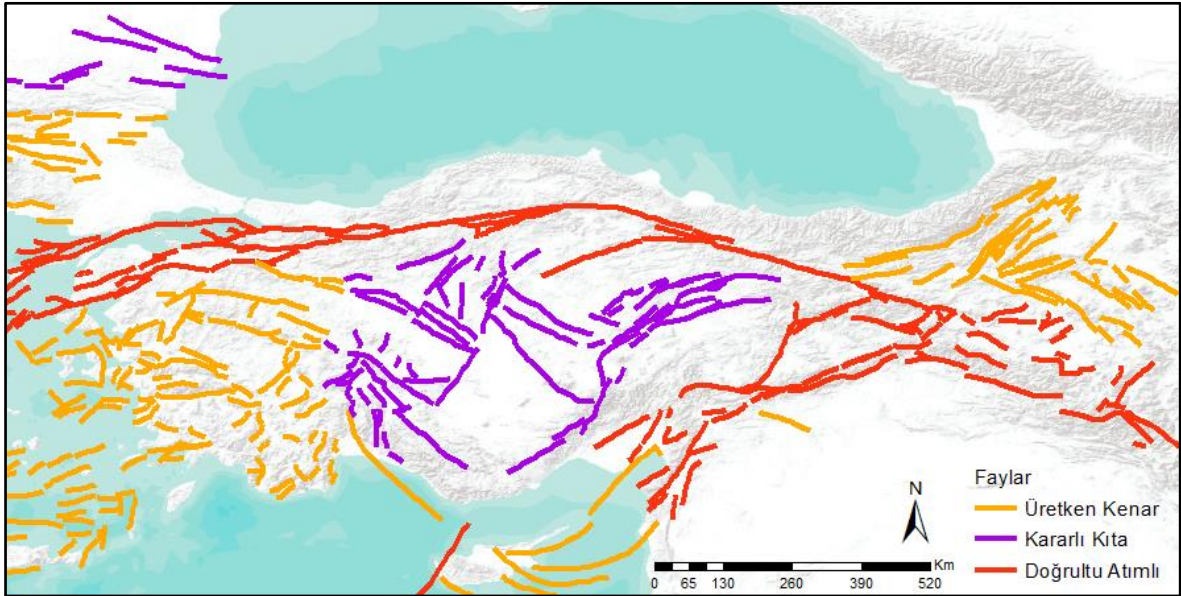 Faylar
N
Üretken Kenar
Kararlı Kıta
Doğrultu Atımlı
Km
0 65 130 260 390 520